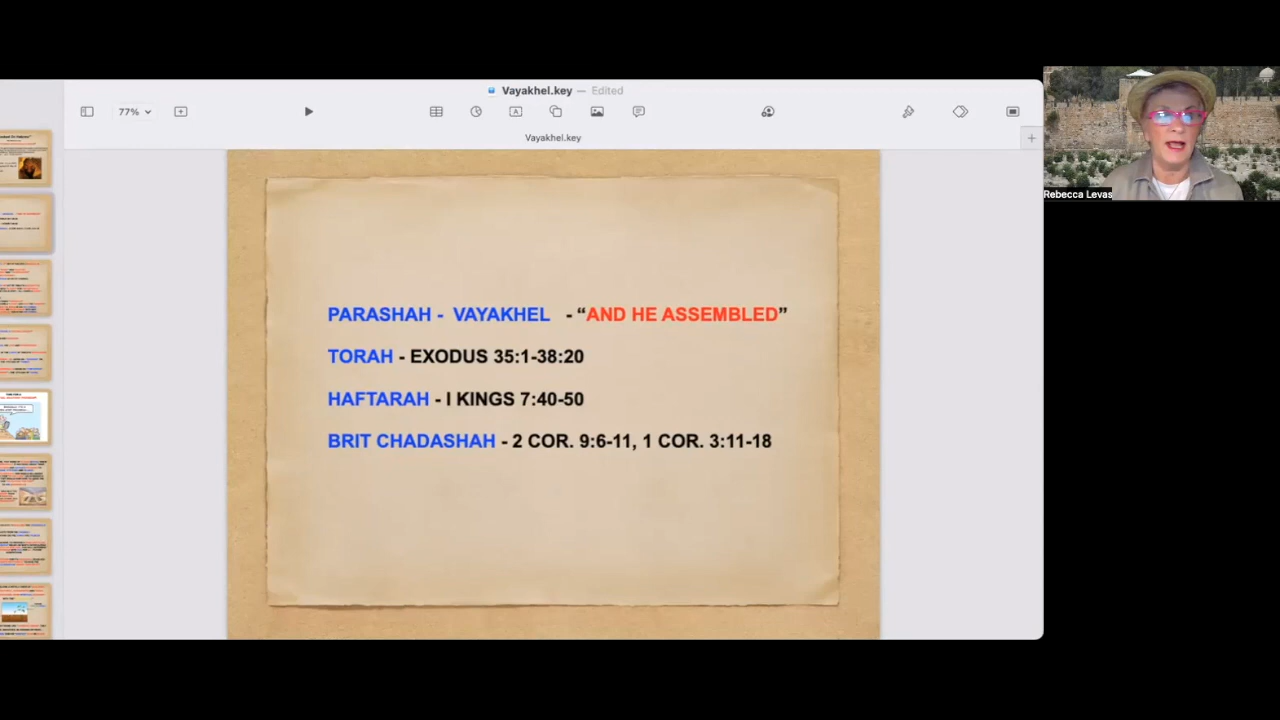 Vayakhel.key — Edited
77%
Vayakhel.key
PARASHAH - VAYAKHEL - “AND HE ASSEMBLED”
TORAH - EXODUS 35:1-38:20
HAFTARAH - I KINGS 7:40-50
BRIT CHADASHAH - 2 COR. 9:6-11, 1 COR. 3:11-18
Rebecca Levas